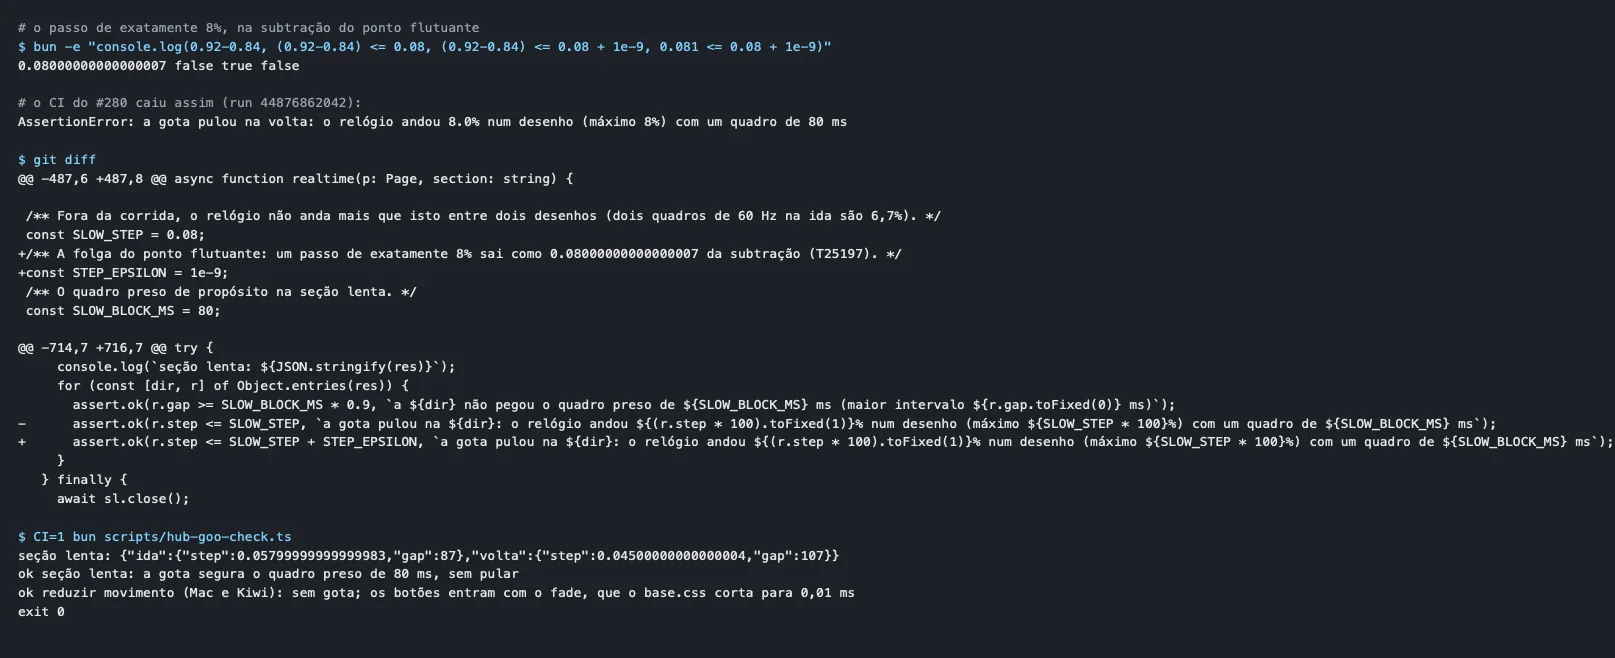 # o passo de exatamente 8%, na subtração do ponto flutuante
$ bun -e "console.log(0.92-0.84, (0.92-0.84) <= 0.08, (0.92-0.84) <= 0.08 + 1e-9, 0.081 <= 0.08 + 1e-9)"
0.08000000000000007 false true false
# o CI do #280 caiu assim (run 44876862042):
AssertionError: a gota pulou na volta: o relógio andou 8.0% num desenho (máximo 8%) com um quadro de 80 ms
$ git diff
@@ -487,6 +487,8 @@ async function realtime(p: Page, section: string) {
/** Fora da corrida, o relógio não anda mais que isto entre dois desenhos (dois quadros de 60 Hz na ida são 6,7%). */
const SLOW_STEP = 0.08;
+/** A folga do ponto flutuante: um passo de exatamente 8% sai como 0.08000000000000007 da subtração (T25197). */
+const STEP_EPSILON = 1e-9;
/** O quadro preso de propósito na seção lenta. */
const SLOW_BLOCK_MS = 80;
@@ -714,7 +716,7 @@ try {
console.log(`seção lenta: ${JSON.stringify(res)}`);
for (const [dir, r] of Object.entries(res)) {
assert.ok(r.gap >= SLOW_BLOCK_MS * 0.9, `a ${dir} não pegou o quadro preso de ${SLOW_BLOCK_MS} ms (maior intervalo ${r.gap.toFixed(0)} ms)`);
- assert.ok(r.step <= SLOW_STEP, `a gota pulou na ${dir}: o relógio andou ${(r.step * 100).toFixed(1)}% num desenho (máximo ${SLOW_STEP * 100}%) com um quadro de ${SLOW_BLOCK_MS} ms`);
+ assert.ok(r.step <= SLOW_STEP + STEP_EPSILON, `a gota pulou na ${dir}: o relógio andou ${(r.step * 100).toFixed(1)}% num desenho (máximo ${SLOW_STEP * 100}%) com um quadro de ${SLOW_BLOCK_MS} ms`);
}
} finally {
await sl.close();
$ CI=1 bun scripts/hub-goo-check.ts
seção lenta: {"ida":{"step":0.05799999999999983,"gap":87},"volta":{"step":0.04500000000000004,"gap":107}}
ok seção lenta: a gota segura o quadro preso de 80 ms, sem pular
ok reduzir movimento (Mac e Kiwi): sem gota; os botões entram com o fade, que o base.css corta para 0,01 ms
exit 0